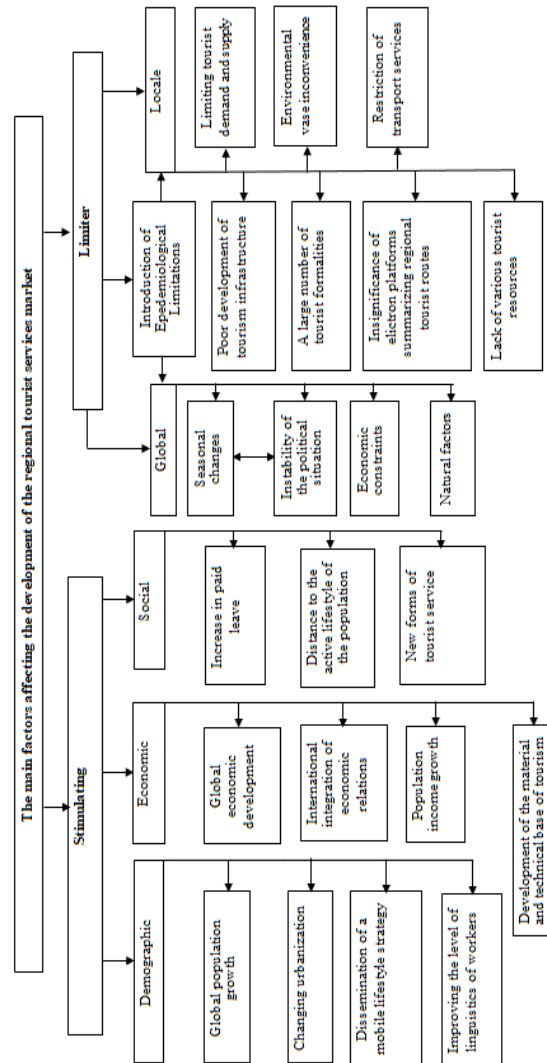 The main factors affecting the development of the regional tourist services market
Stimulating
Limiter
Demographic
Economic
Social
Global
Introduction of
Epedemiological
Limitations
Locale
Global population
growth
Changing urbanization
Dissemination of a
mobile lifestyle strategy
Improving the level of
linguistics of workers
Global
economic
development
International
integration of
economic
relations
Population
income growth
Development of the material
and technical base of tourism
Increase in paid
leave
Distance to the
active lifestyle of
the population
New forms of
tourist service
Seasonal
changes
Instability of
the political
situation
Economic
constraints
Natural factors
Poor development of
tourism infrastructure
A large number of
tourist formalities
Insignificance of
elictron platforms
summarizing regional
tourist routes
Lack of various tourist
resources
Limiting tourist
demand and supply
Environmental
vase inconvenience
Restriction of
transport services